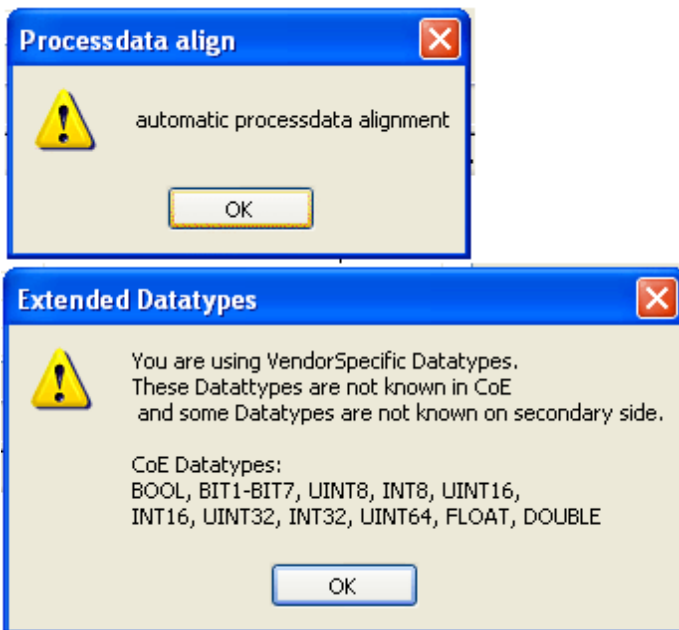 Processdata align
automatic processdata alignment
OK
Extended Datatypes
You are using VendorSpecific Datatypes.
These Datattypes are not known in CoE
and some Datatypes are not known on secondary side.
CoE Datatypes:
BOOL, BIT1-BIT7, UINT8, INT8, UINT16,
INT16, UINT32, INT32, UINT64, FLOAT, DOUBLE
OK